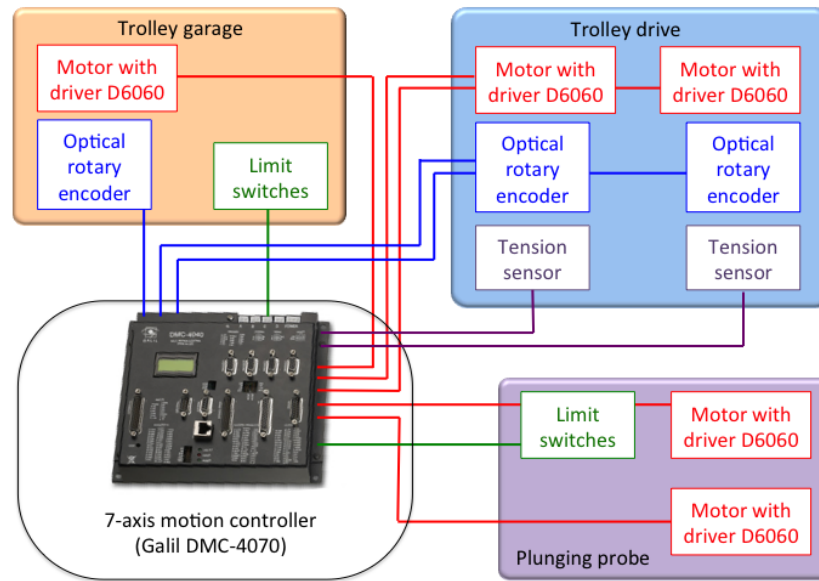 Trolley garage
Motor with
driver D6060
Optical
rotary
encoder
Limit
switches
Trolley drive
Motor with
driver D6060
Motor with
driver D6060
Optical
rotary
encoder
Optical
rotary
encoder
Tension
sensor
Tension
sensor
DMC-4040
7-axis motion controller
(Galil DMC-4070)
Limit
switches
Motor with
driver D6060
Motor with
driver D6060
Plunging probe